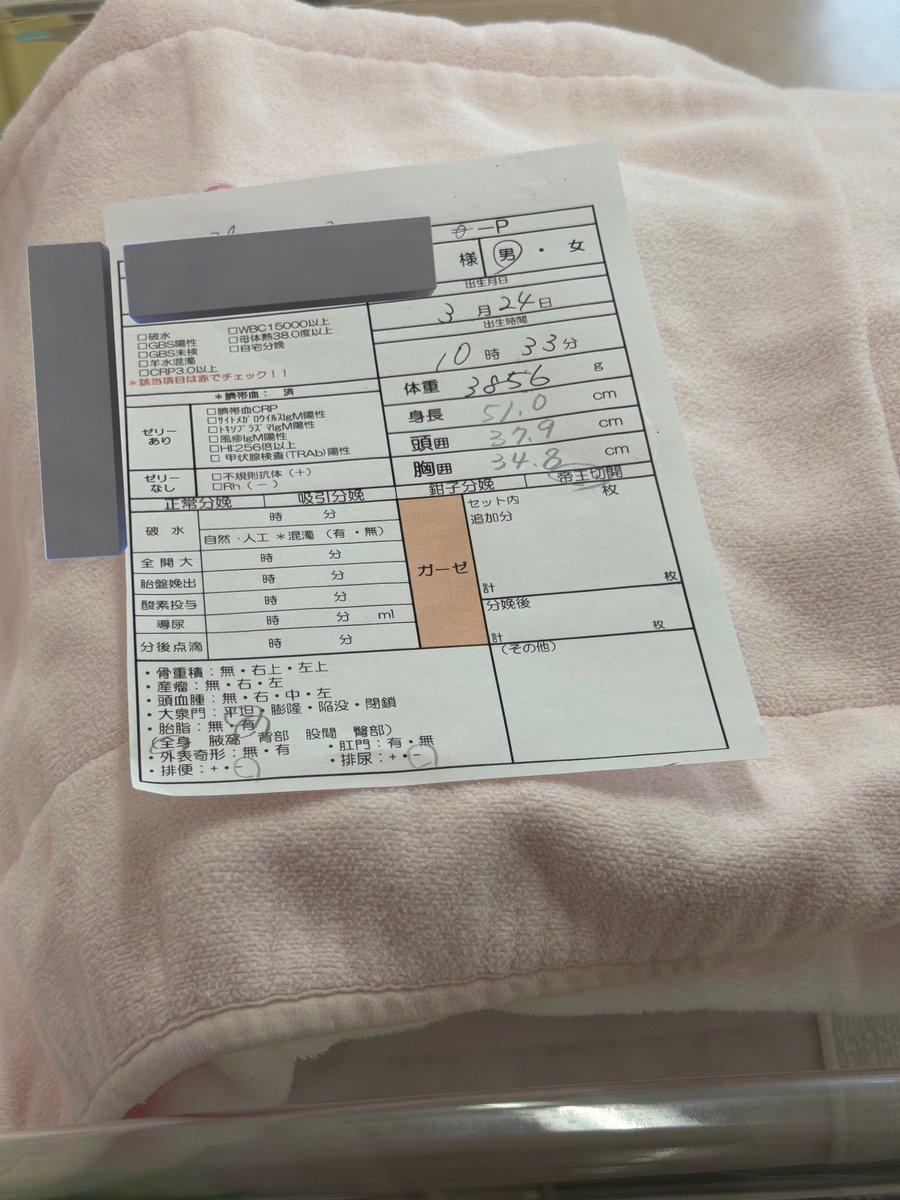 θ-P
様 男・女
出生月日
3月24日
出生時間
10時33分
体重 3856 g
身長 51.0 cm
頭囲 37.9 cm
胸囲 34.8 cm
□破水
□GBS陽性
□GBS未検
□羊水混濁
□CRP3.0以上
□WBC15000以上
□母体熱38.0度以上
□自宅分娩
*該当項目は赤でチェック!!
*臍帯血: 済
ゼリーあり
□臍帯血CRP
□サイトメガロウイルスIgM陽性
□トキソプラズマIgM陽性
□風疹IgM陽性
□HI:256倍以上
□ 甲状腺検査(TRAb)陽性
ゼリーなし
□不規則抗体(+)
□Rh(-)
正常分娩 吸引分娩 鉗子分娩 帝王切開
破 水 時 分
自然・人工 *混濁 (有・無)
全開大 時 分
胎盤娩出 時 分
酸素投与 時 分
導尿 時 分 ml
分後点滴 時 分
ガーゼ
セット内 枚
追加分
計 枚
分娩後
計 枚
(その他)
・骨重積:無・右上・左上
・産瘤:無・右・左
・頭血腫:無・右・中・左
・大泉門:平坦・膨隆・陥没・閉鎖
・胎脂:無・有
(全身 腋窩 背部 股間 臀部)
・外表奇形:無・有 ・肛門:有・無
・排便:+・- ・排尿:+・-